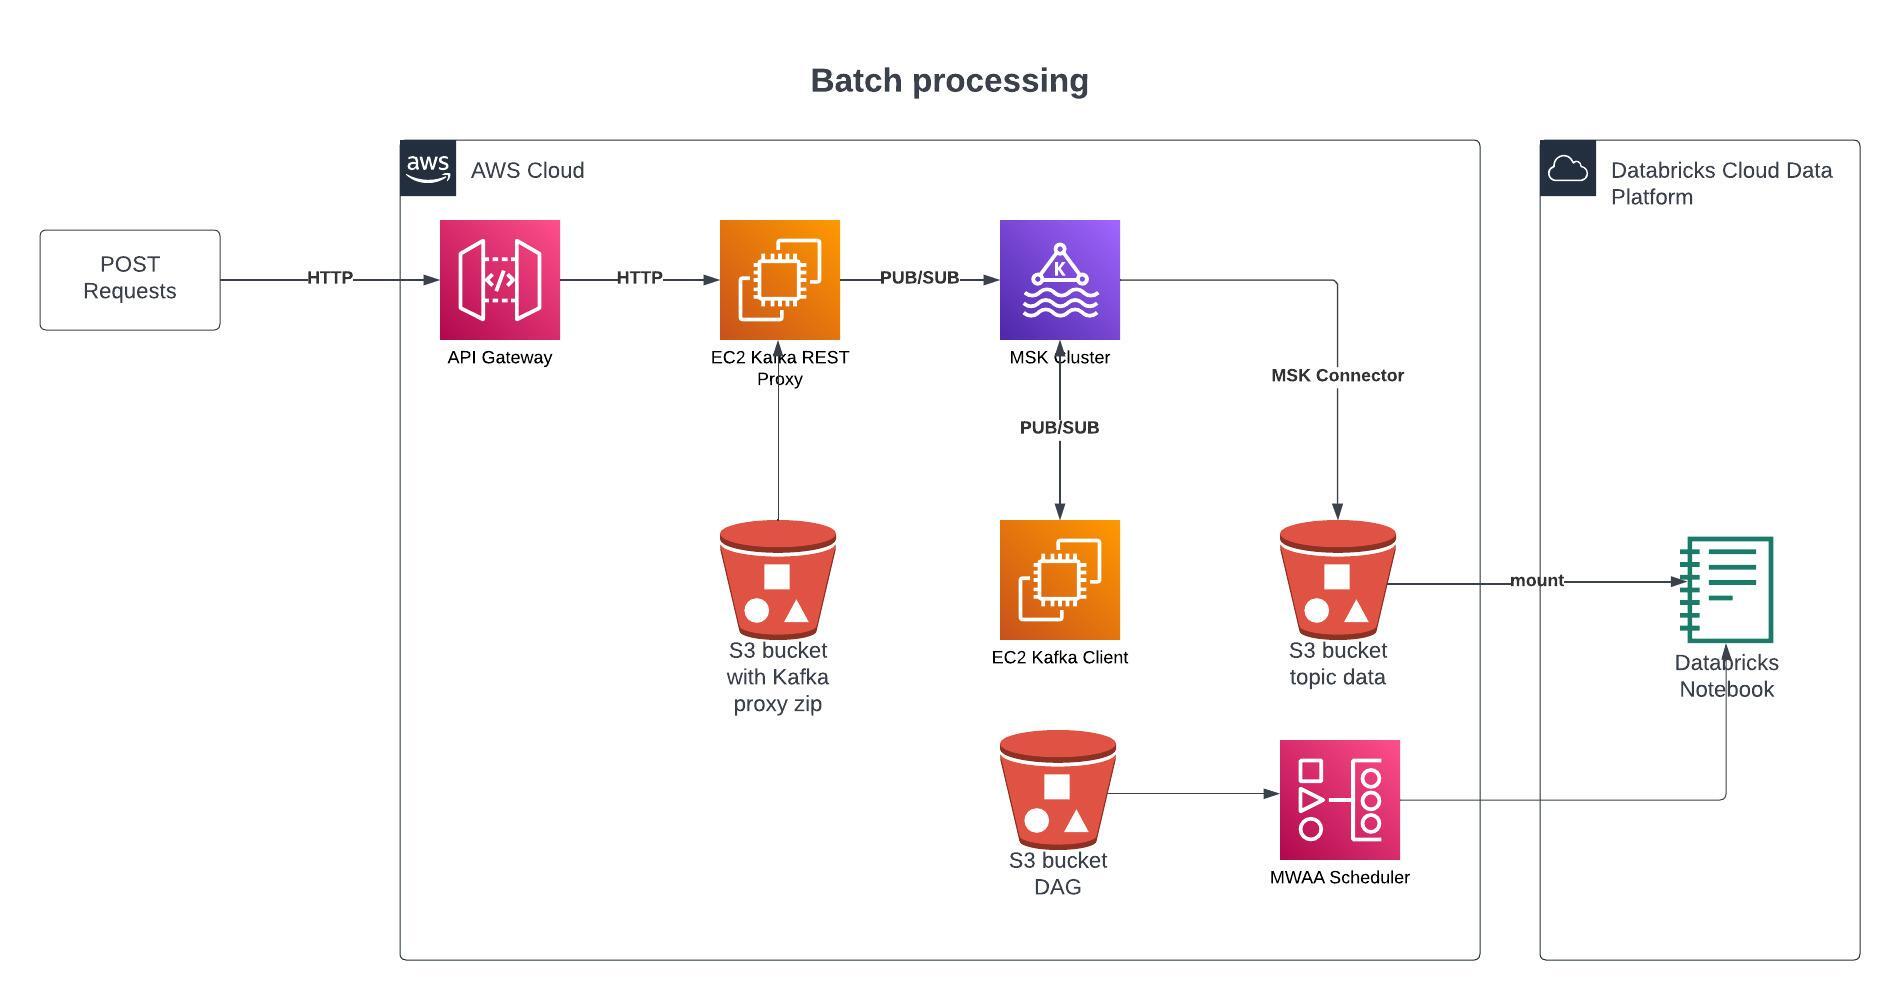 Batch processing
aws
AWS Cloud
Databricks Cloud Data
Platform
POST
Requests
HTTP
HTTP
PUB/SUB
K
API Gateway
EC2 Kafka REST
Proxy
MSK Cluster
MSK Connector
PUB/SUB
mount
S3 bucket
with Kafka
proxy zip
EC2 Kafka Client
S3 bucket
topic data
Databricks
Notebook
S3 bucket
DAG
MWAA Scheduler